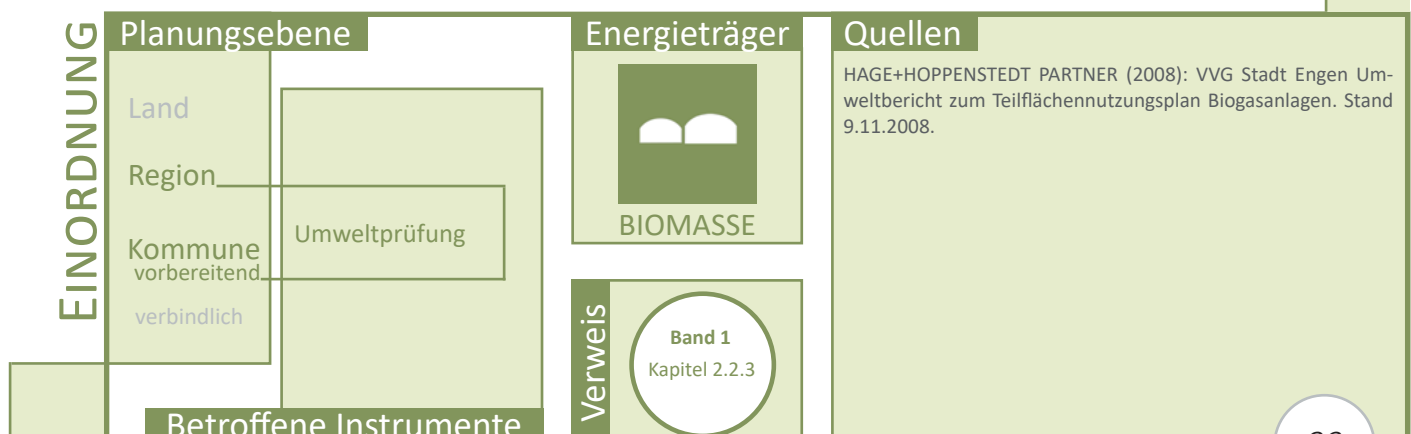 EINORDNUNG
Planungsebene
Land
Region
Kommune
vorbereitend
verbindlich
Umweltprüfung
Betroffene Instrumente
Energieträger
BIOMASSE
Verweis
Band 1
Kapitel 2.2.3
Quellen
HAGE+HOPPENSTEDT PARTNER (2008): VVG Stadt Engen Um-
weltbericht zum Teilflächennutzungsplan Biogasanlagen. Stand
9.11.2008.